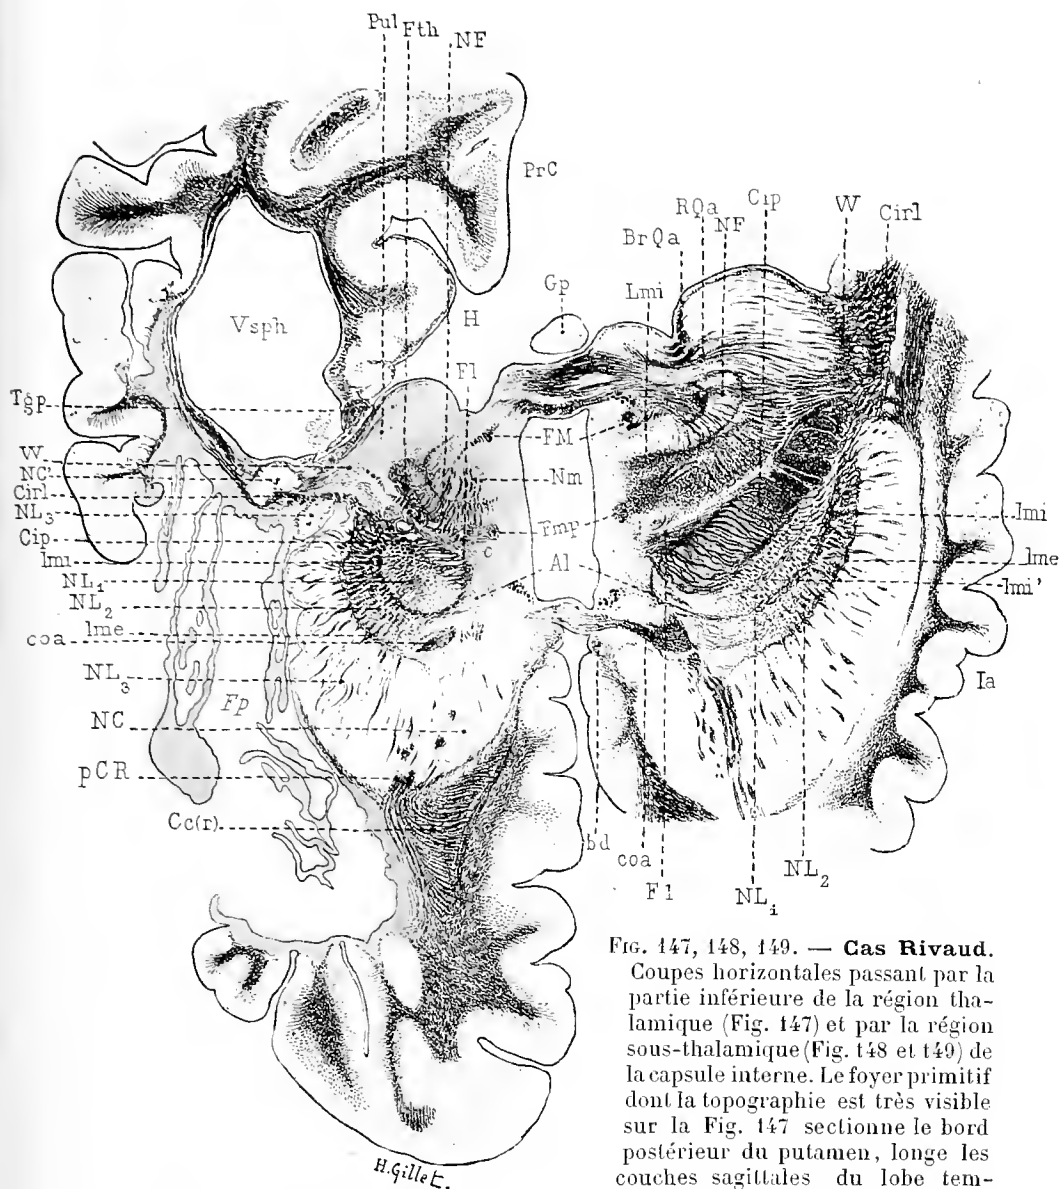 Pul Fth NF
PrC
RQa Cip W Cirl
BrQa NF
Gp Lmi
Vsph
H
Fl
Tgp
FM
W
NC'
Nm
Cirl
NL3
lmi
Cip
Fmp
c
lmi
lme
Al
lmi'
NL1
NL2
lme
coa
NL3
Ia
Fp
NC
pCR
Cc(r)
bd
coa
Fl
NL1
NL2
FIG. 147, 148, 149. — Cas Rivaud.
Coupes horizontales passant par la
partie inférieure de la région tha-
lamique (Fig. 147) et par la région
sous-thalamique (Fig. 148 et 149) de
la capsule interne. Le foyer primitif
dont la topographie est très visible
sur la Fig. 147 sectionne le bord
postérieur du putamen, longe les
couches sagittales du lobe tem-
H. Gillet.